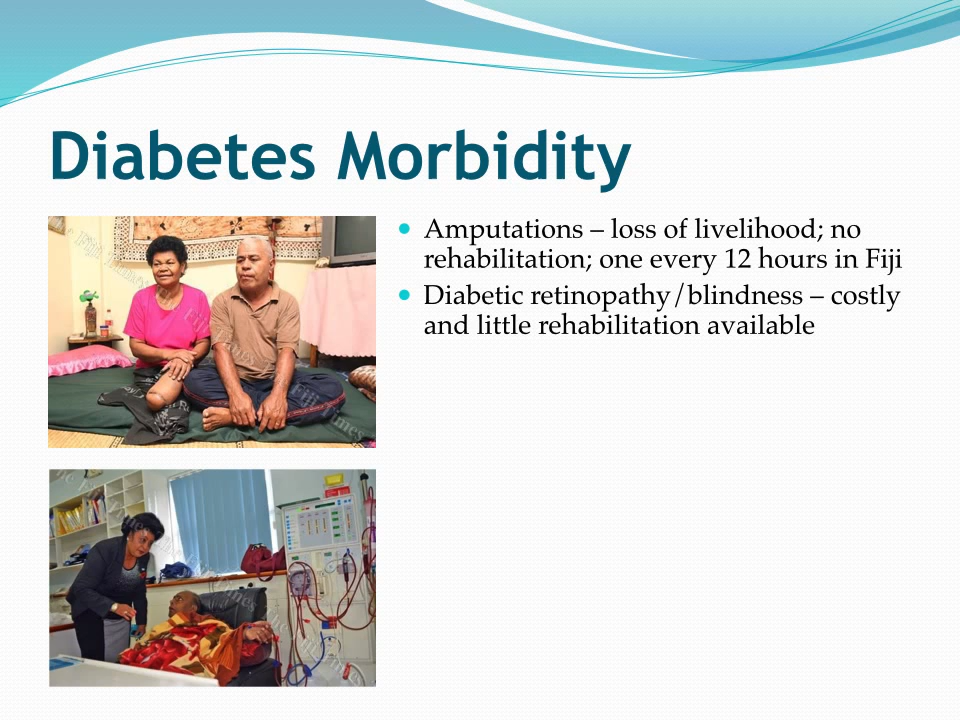 Diabetes Morbidity
Amputations – loss of livelihood; no
rehabilitation; one every 12 hours in Fiji
Diabetic retinopathy/blindness – costly
and little rehabilitation available